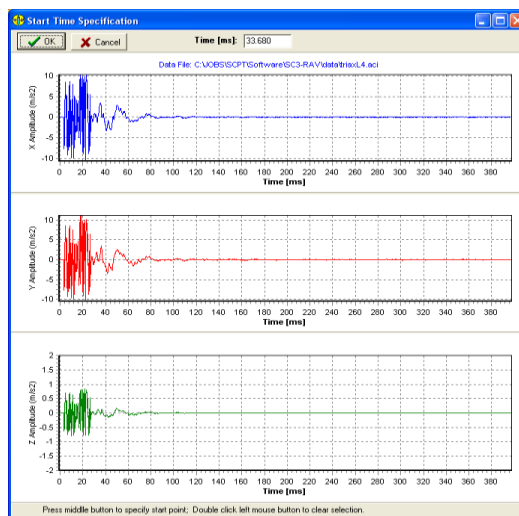 Start Time Specification
OK Cancel Time [ms]: 33.680
Data File: C:\JOBS\SCPT\Software\SC3-RAV\data\triaxL4.aci
X Amplitude (m/s2)
10
5
0
-5
-10
0 20 40 60 80 100 120 140 160 180 200 220 240 260 280 300 320 340 360 380
Time [ms]
Y Amplitude (m/s2)
10
5
0
-5
-10
0 20 40 60 80 100 120 140 160 180 200 220 240 260 280 300 320 340 360 380
Time [ms]
Z Amplitude (m/s2)
2
1.5
1
0.5
0
-0.5
-1
-1.5
-2
0 20 40 60 80 100 120 140 160 180 200 220 240 260 280 300 320 340 360 380
Time [ms]
Press middle button to specify start point; Double click left mouse button to clear selection.